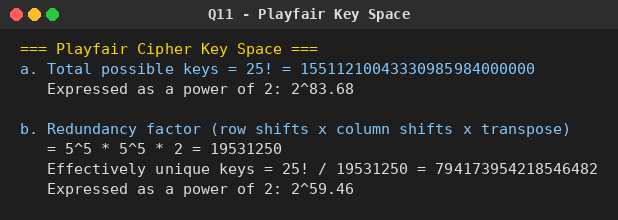 Q11 - Playfair Key Space
=== Playfair Cipher Key Space ===
a. Total possible keys = 25! = 15511210043330985984000000
Expressed as a power of 2: 2^83.68
b. Redundancy factor (row shifts x column shifts x transpose)
= 5^5 * 5^5 * 2 = 19531250
Effectively unique keys = 25! / 19531250 = 794173954218546482
Expressed as a power of 2: 2^59.46